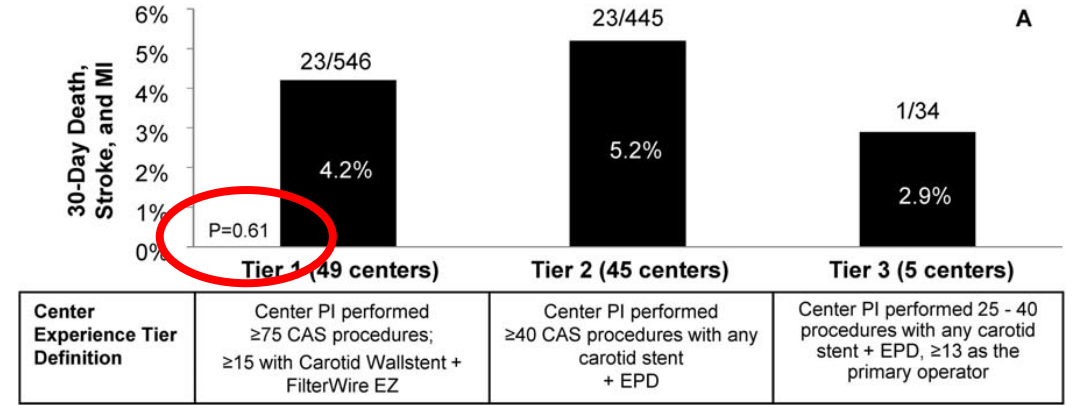 A
6%
5%
4%
3%
2%
1%
0%
30-Day Death,
Stroke, and MI
23/546
23/445
1/34
4.2%
5.2%
2.9%
P=0.61
Tier 1 (49 centers)
Tier 2 (45 centers)
Tier 3 (5 centers)
Center
Experience Tier
Definition
Center PI performed
≥75 CAS procedures;
≥15 with Carotid Wallstent +
FilterWire EZ
Center PI performed
≥40 CAS procedures with any
carotid stent
+ EPD
Center PI performed 25 - 40
procedures with any carotid
stent + EPD, ≥13 as the
primary operator